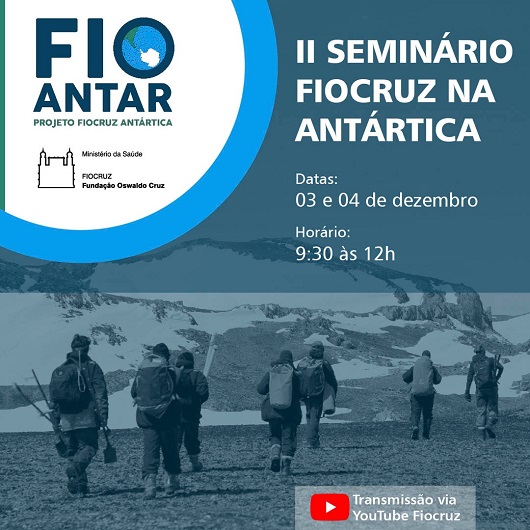 FIO
ANTAR
PROJETO FIOCRUZ ANTÁRTICA
Ministério da Saúde
FIOCRUZ
Fundação Oswaldo Cruz
II SEMINÁRIO
FIOCRUZ NA
ANTÁRTICA
Datas:
03 e 04 de dezembro
Horário:
9:30 às 12h
Transmissão via
YouTube Fiocruz